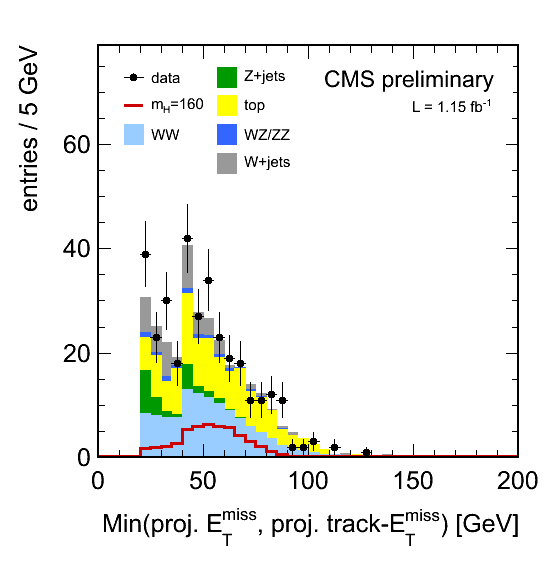 CMS preliminary
L = 1.15 fb⁻¹
data
m_H=160
WW
Z+jets
top
WZ/ZZ
W+jets
entries / 5 GeV
60
40
20
0
0 50 100 150 200
Min(proj. E_T^miss, proj. track-E_T^miss) [GeV]